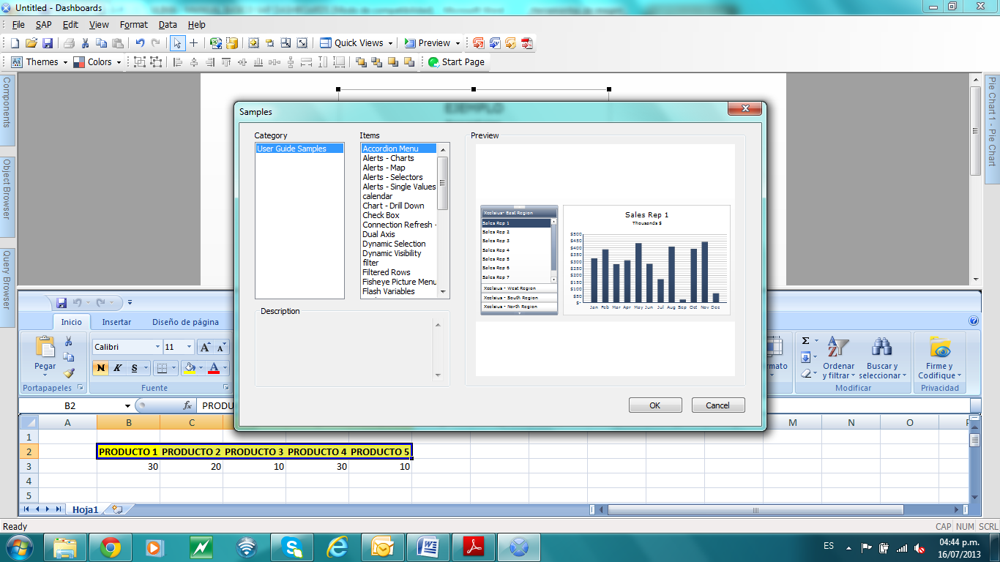 Untitled - Dashboards
File SAP Edit View Format Data Help
Quick Views Preview
Themes Colors Start Page
Components
Object Browser
Query Browser
Pie Chart 1 - Pie Chart
EJEMPLO
Samples
Category
User Guide Samples
Items
Accordion Menu
Alerts - Charts
Alerts - Map
Alerts - Selectors
Alerts - Single Values
calendar
Chart - Drill Down
Check Box
Connection Refresh -
Dual Axis
Dynamic Selection
Dynamic Visibility
filter
Filtered Rows
Fisheye Picture Menu
Flash Variables
Description
Preview
Xcelsius- East Region
Sales Rep 1
Sales Rep 2
Sales Rep 3
Sales Rep 4
Sales Rep 5
Sales Rep 6
Sales Rep 7
Xcelsius - West Region
Xcelsius - South Region
Xcelsius - North Region
Sales Rep 1
Thousands $
$500
$450
$400
$350
$300
$250
$200
$150
$100
$50
$-
Jan Feb Mar Apr May Jun Jul Aug Sep Oct Nov Dec
OK Cancel
Inicio Insertar Diseño de página
Pegar
Portapapeles
Calibri 11 A A
N K S A
Fuente
rmato
Σ
Ordenar y filtrar
Buscar y seleccionar
Modificar
Firme y Codifique
Privacidad
B2 fx PRODU
A B C M N O
1
2 PRODUCTO 1 PRODUCTO 2 PRODUCTO 3 PRODUCTO 4 PRODUCTO 5
3 30 20 10 30 10
4
5
Hoja1
Ready CAP NUM SCRL
ES 04:44 p.m.
16/07/2013